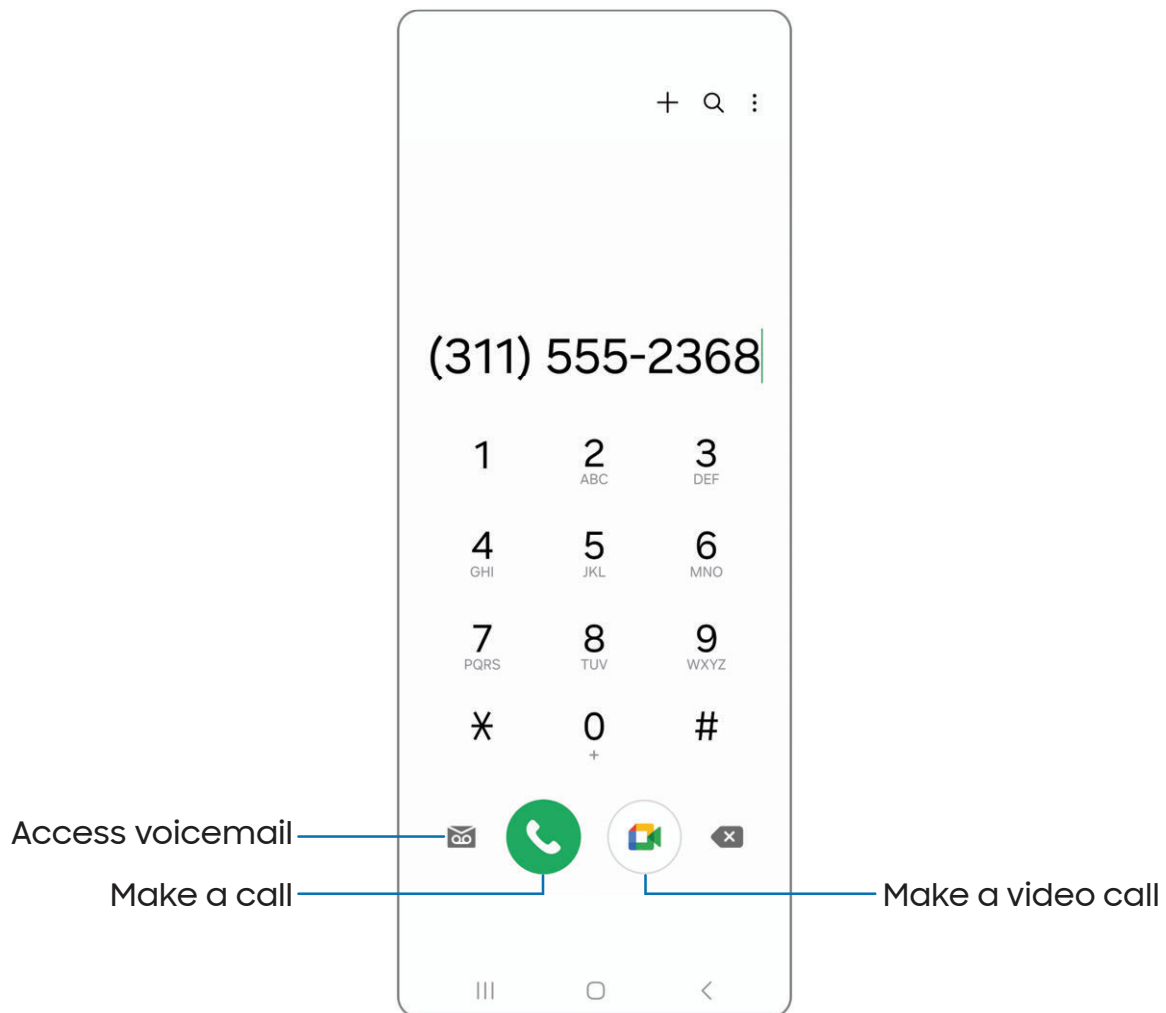 (311) 555-2368
1 2 3
ABC DEF
4 5 6
GHI JKL MNO
7 8 9
PQRS TUV WXYZ
* 0 #
+
Access voicemail
Make a call
Make a video call